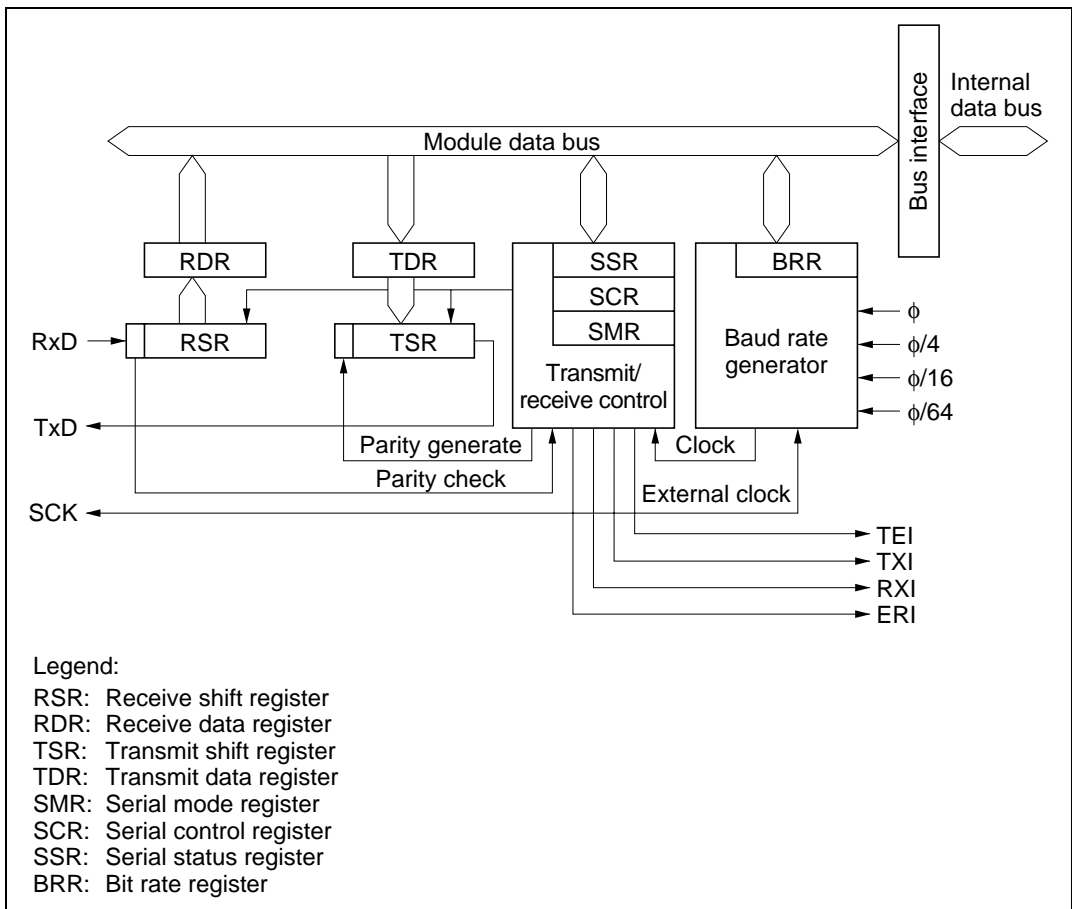 Bus interface
Internal
data bus
Module data bus
RDR
TDR
SSR
BRR
SCR
RxD
RSR
TSR
SMR
Transmit/
receive control
Baud rate
generator
ϕ
ϕ/4
ϕ/16
ϕ/64
TxD
Parity generate
Clock
Parity check
External clock
SCK
TEI
TXI
RXI
ERI
Legend:
RSR: Receive shift register
RDR: Receive data register
TSR: Transmit shift register
TDR: Transmit data register
SMR: Serial mode register
SCR: Serial control register
SSR: Serial status register
BRR: Bit rate register